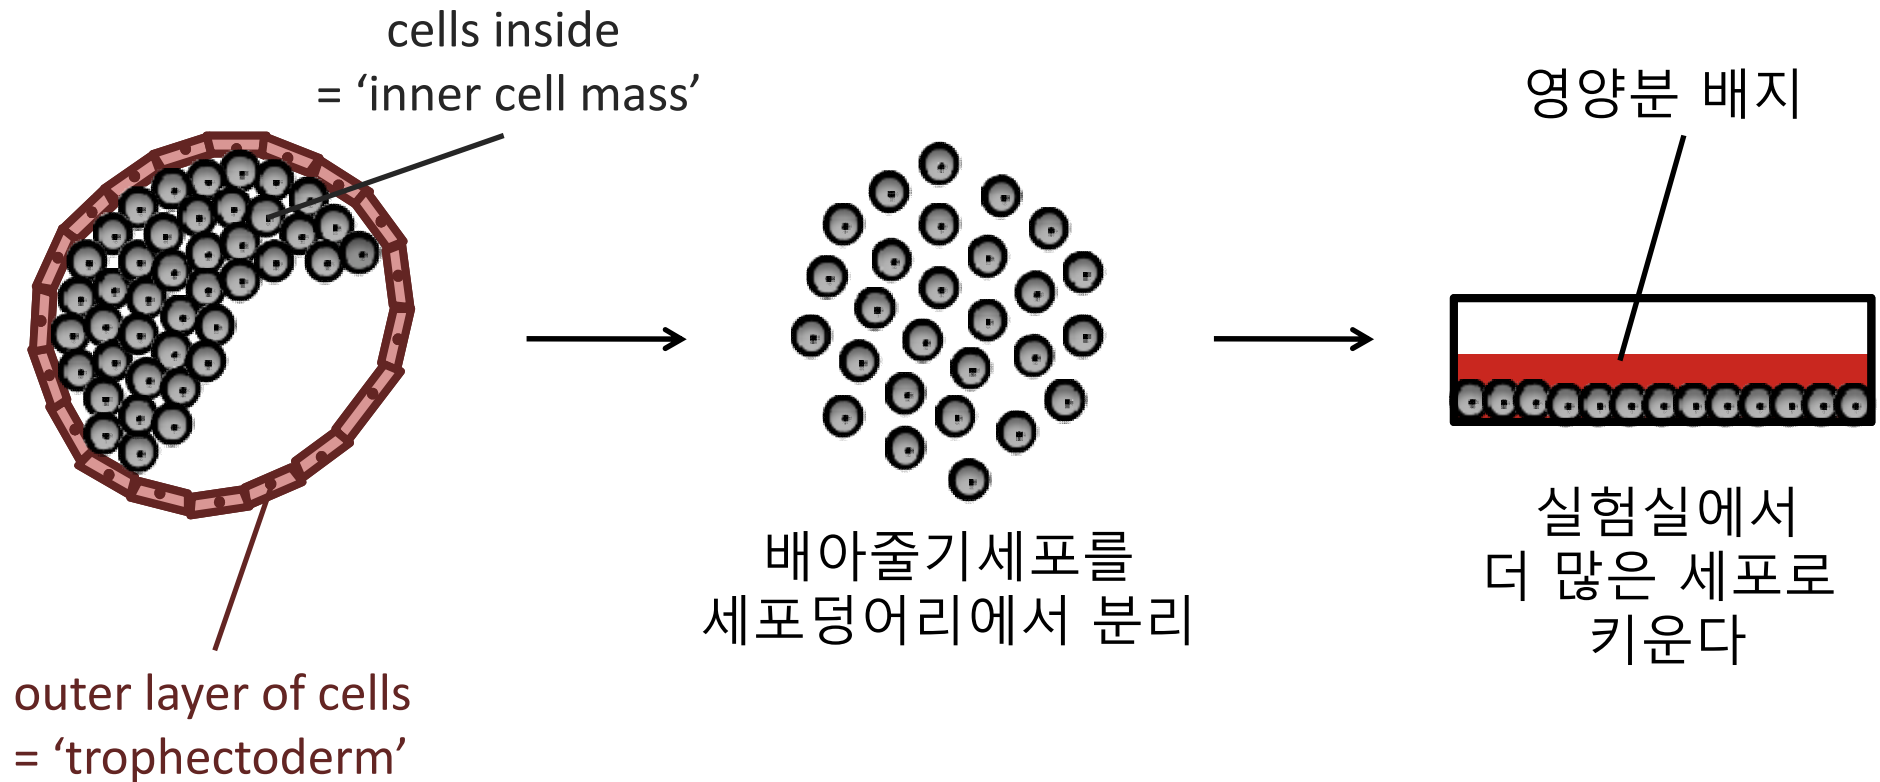 cells inside
= ‘inner cell mass’
outer layer of cells
= ‘trophectoderm’
배아줄기세포를
세포덩어리에서 분리
영양분 배지
실험실에서
더 많은 세포로
키운다